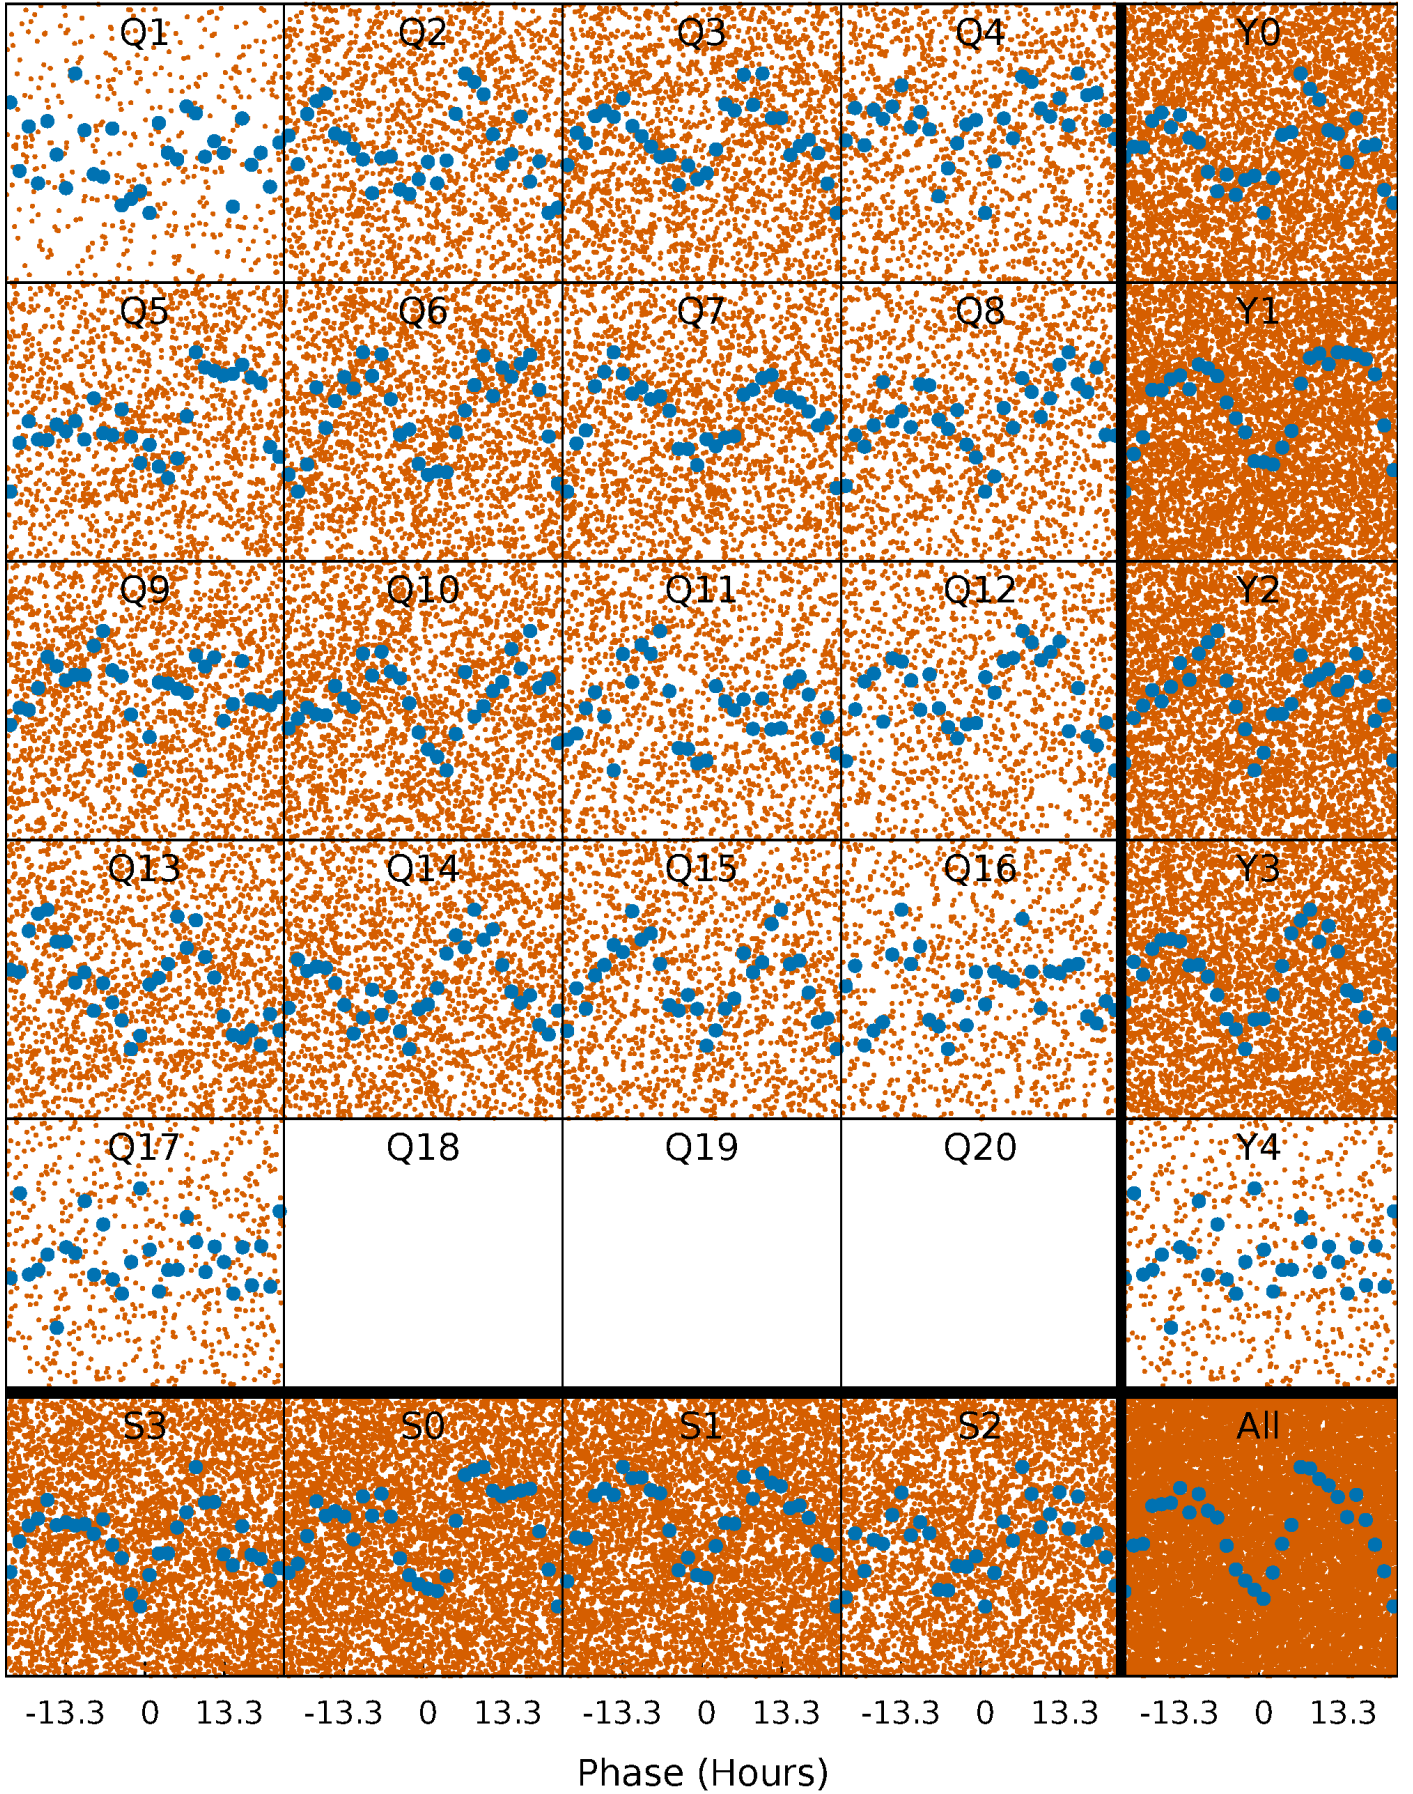 Q1 Q2 Q3 Q4 Y0
Q5 Q6 Q7 Q8 Y1
Q9 Q10 Q11 Q12 Y2
Q13 Q14 Q15 Q16 Y3
Q17 Q18 Q19 Q20 Y4
S3 S0 S1 S2 All
-13.3 0 13.3 -13.3 0 13.3 -13.3 0 13.3 -13.3 0 13.3 -13.3 0 13.3
Phase (Hours)